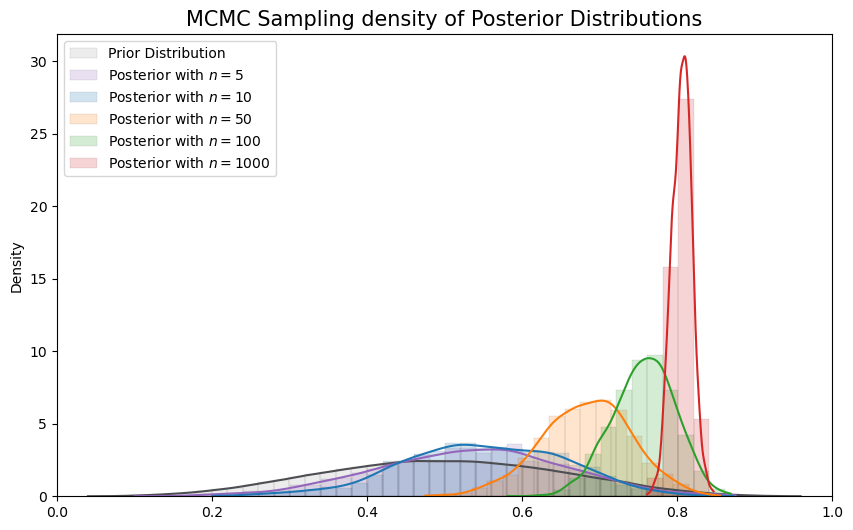 MCMC Sampling density of Posterior Distributions
30
25
20
15
10
5
0
Density
Prior Distribution
Posterior with n = 5
Posterior with n = 10
Posterior with n = 50
Posterior with n = 100
Posterior with n = 1000
0.0 0.2 0.4 0.6 0.8 1.0